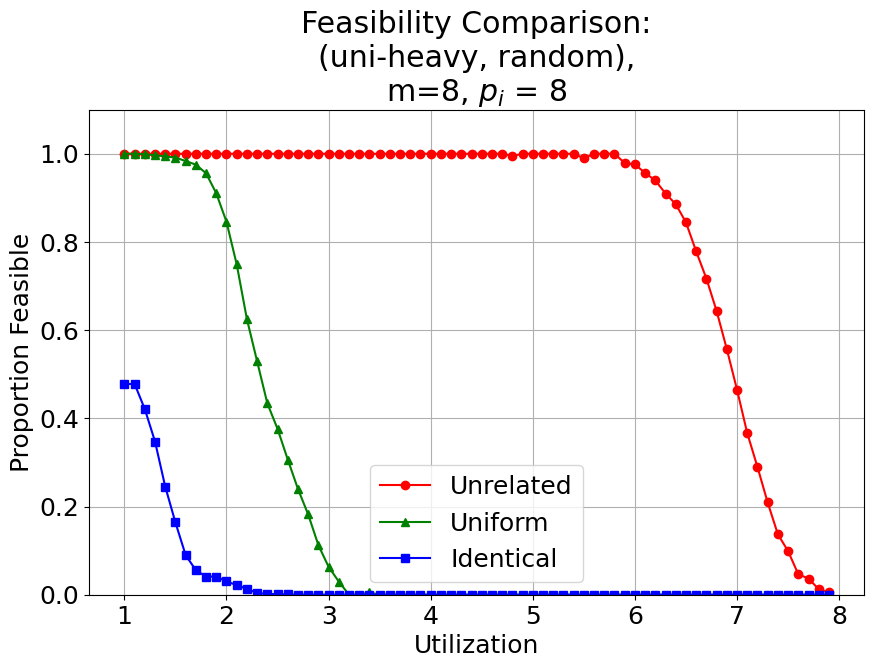 Feasibility Comparison:
(uni-heavy, random),
m=8, pᵢ = 8
Proportion Feasible
1.0
0.8
0.6
0.4
0.2
0.0
Unrelated
Uniform
Identical
1 2 3 4 5 6 7 8
Utilization